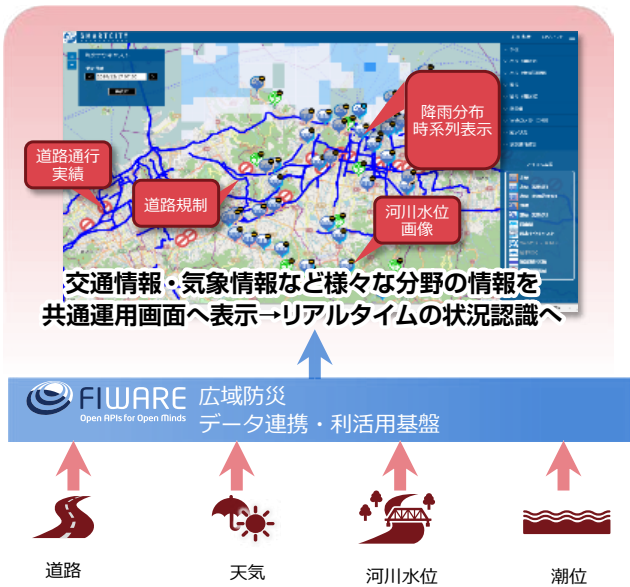 SMARTCITY
降雨分布
時系列表示
道路通行
実績
道路規制
河川水位
画像
交通情報・気象情報など様々な分野の情報を
共通運用画面へ表示→リアルタイムの状況認識へ
FIWARE
Open APIs for Open Minds
広域防災
データ連携・利活用基盤
道路
天気
河川水位
潮位